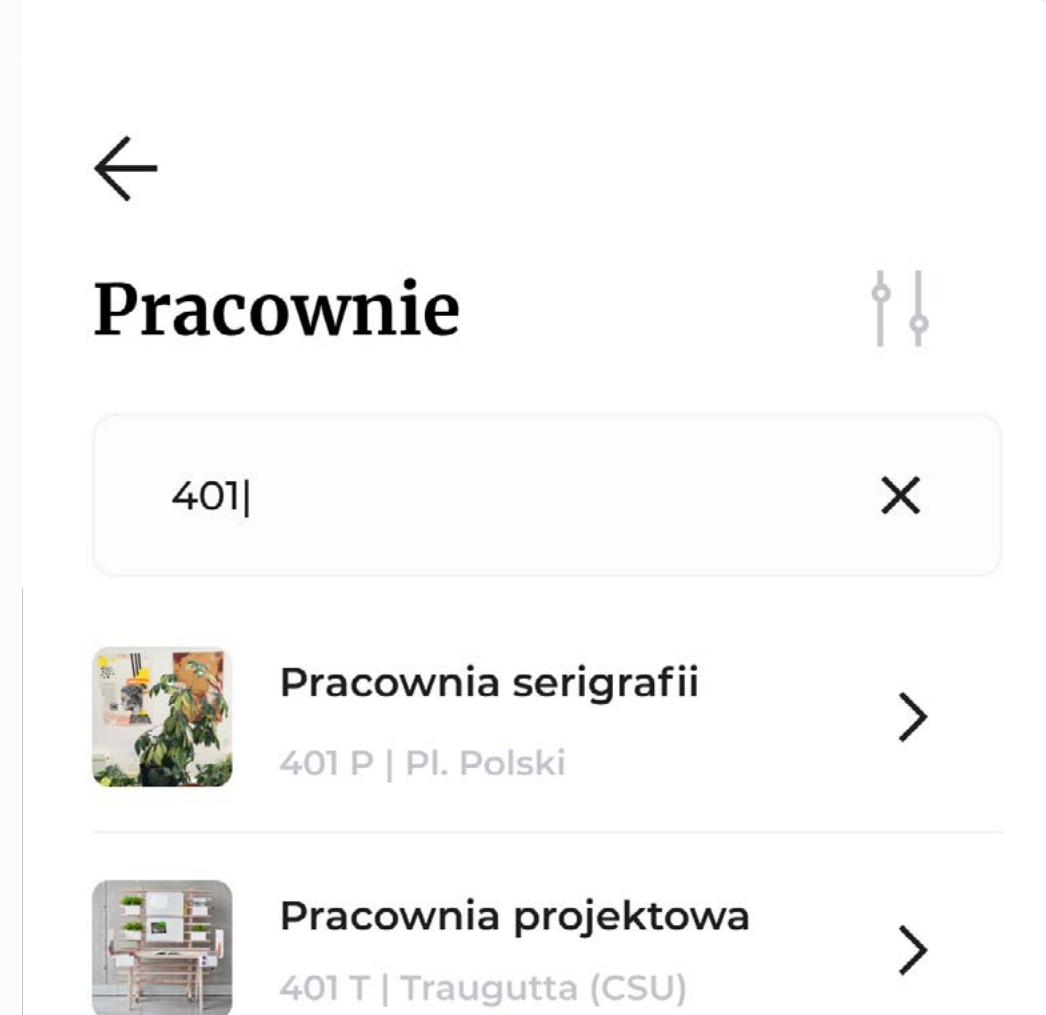 Pracownie
401
Pracownia serigrafii
401 P | Pl. Polski
Pracownia projektowa
401 T | Traugutta (CSU)